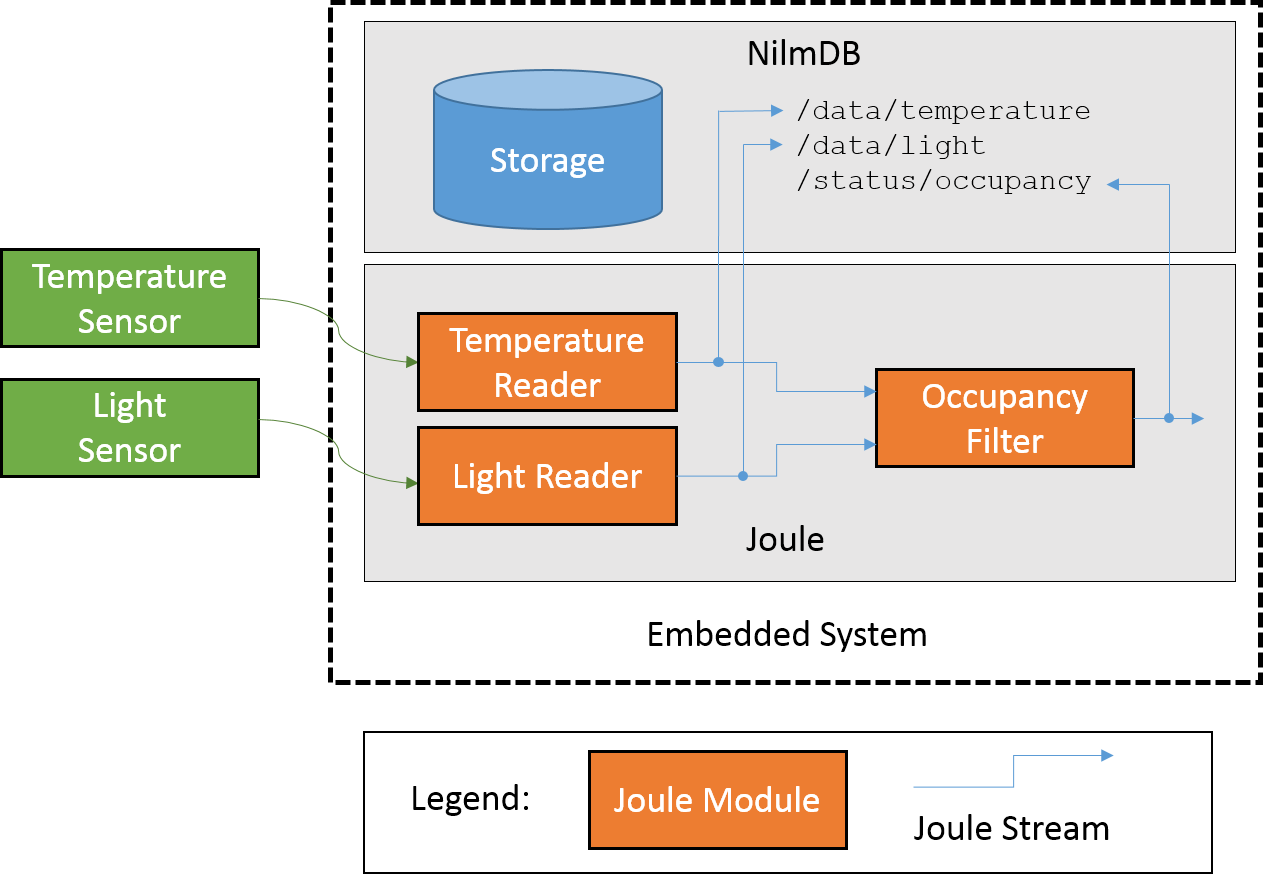 NilmDB
Storage
/data/temperature
/data/light
/status/occupancy
Temperature
Sensor
Light
Sensor
Temperature
Reader
Light Reader
Occupancy
Filter
Joule
Embedded System
Legend:
Joule Module
Joule Stream